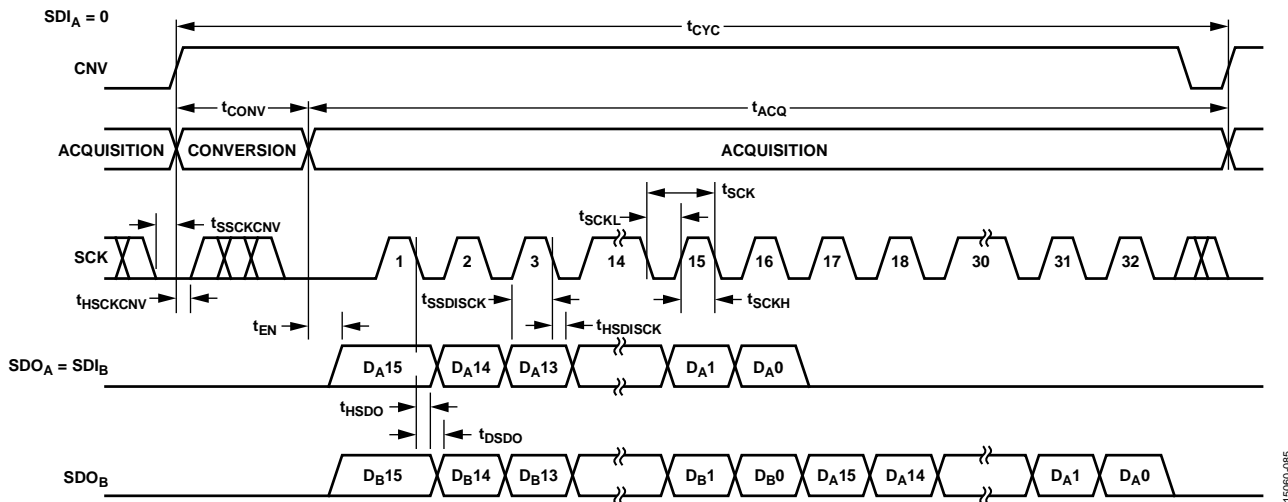 SDIA = 0
tCYC
CNV
tCONV
tACQ
ACQUISITION
CONVERSION
ACQUISITION
tSCK
tSSCKCNV
tSCKL
SCK
1
2
3
14
15
16
17
18
30
31
32
tHSCKCNV
tSSDISCK
tSCKH
tEN
tHSDISCK
SDOA = SDIB
DA15
DA14
DA13
DA1
DA0
tHSDO
tDSDO
SDOB
DB15
DB14
DB13
DB1
DB0
DA15
DA14
DA1
DA0